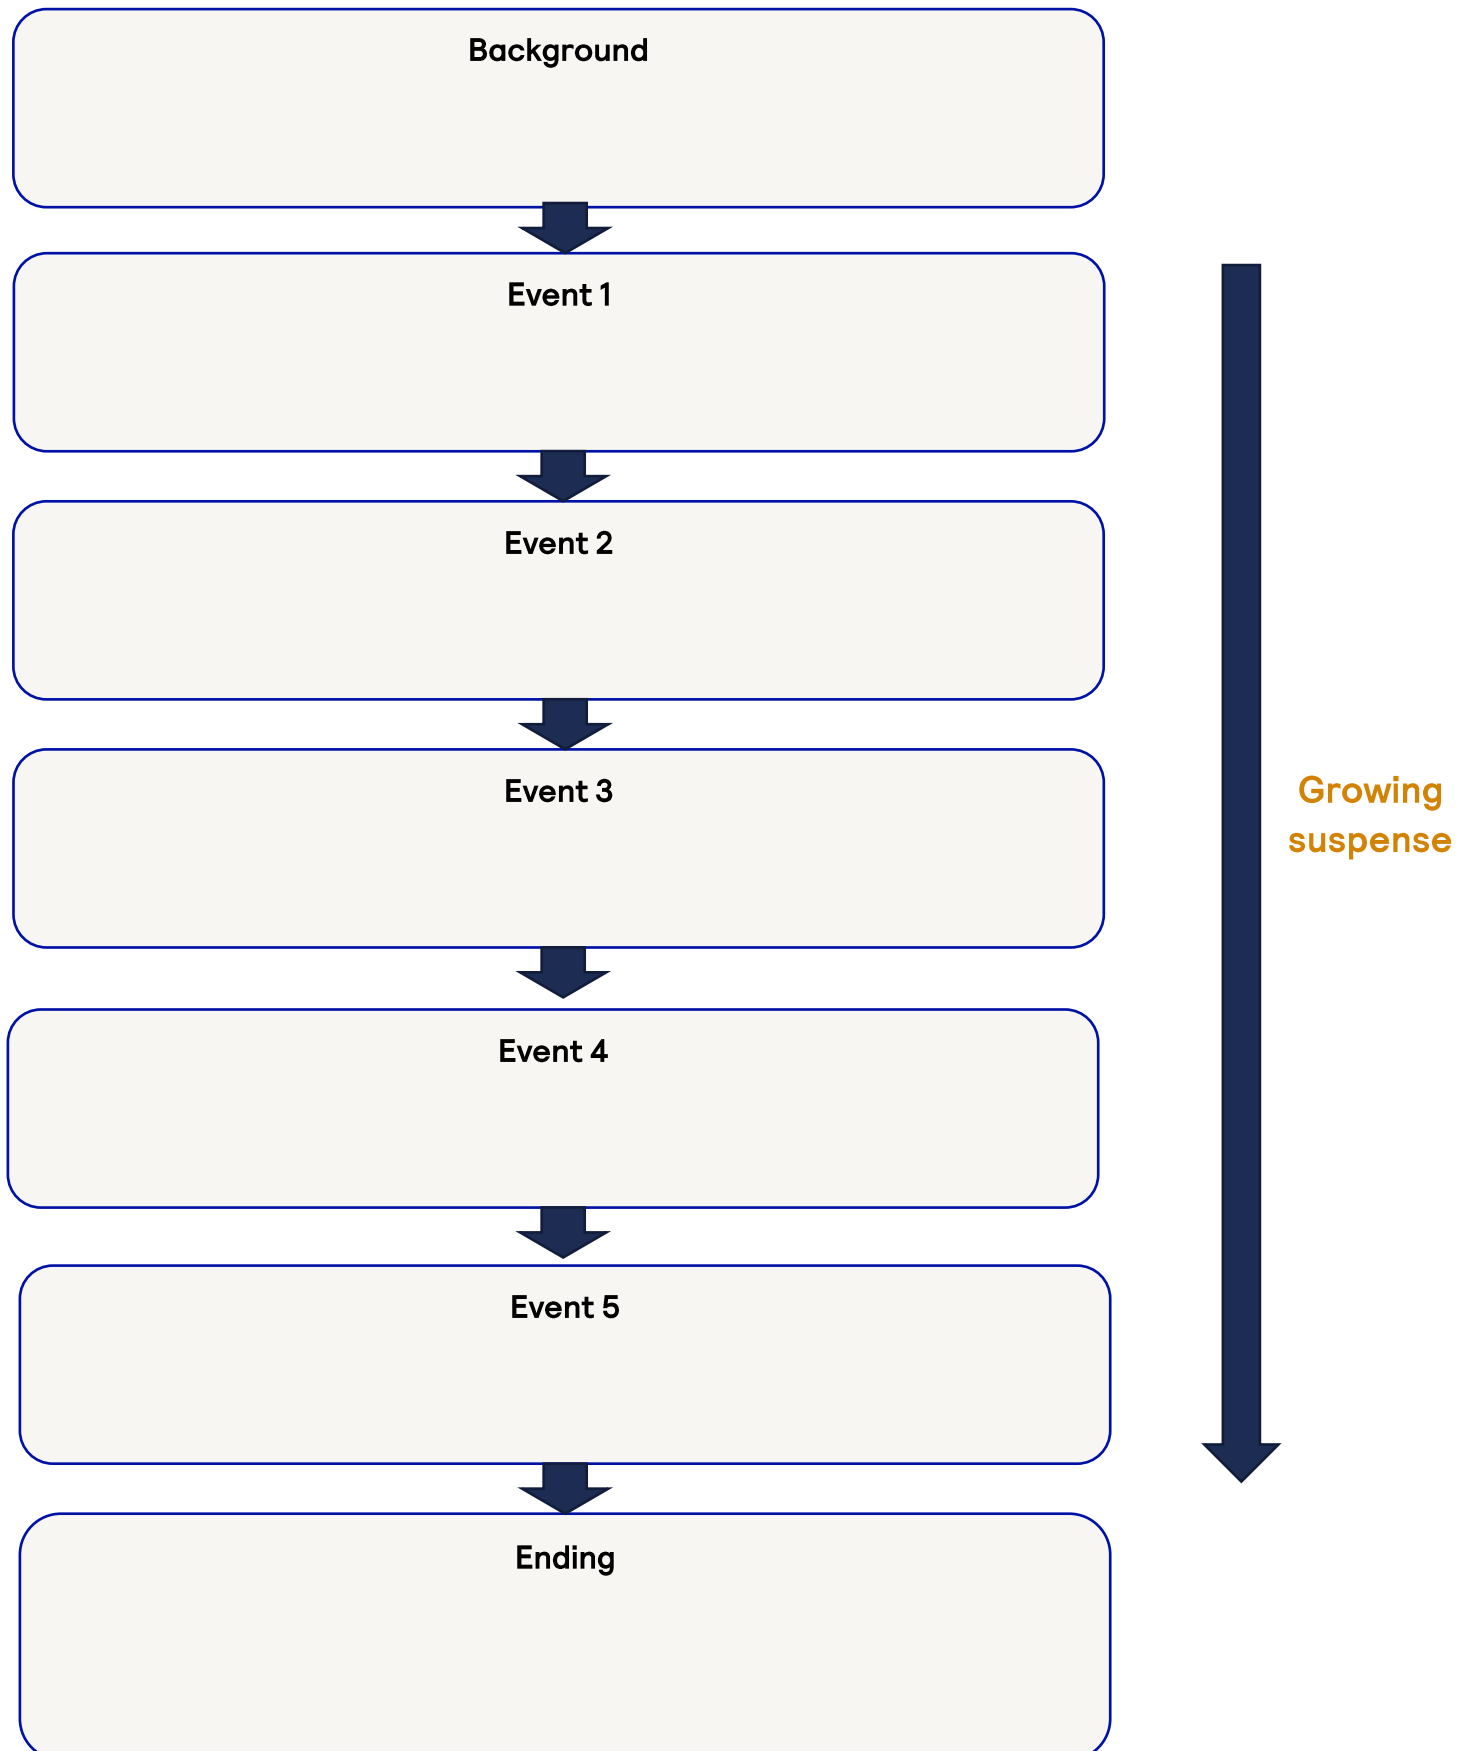 Background
Event 1
Event 2
Event 3
Growing
suspense
Event 4
Event 5
Ending